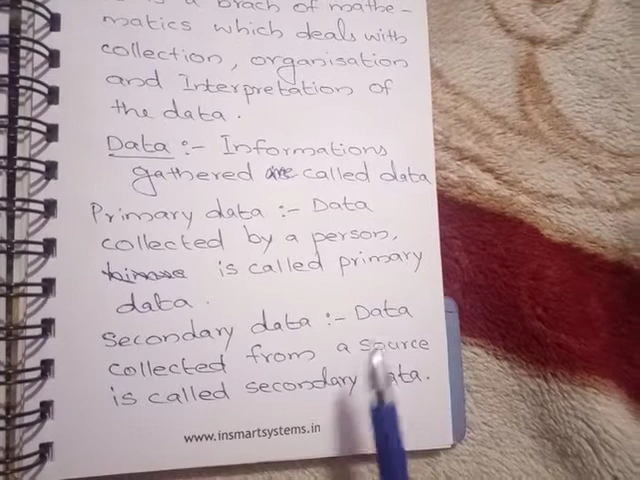 is a brach of mathe-
matics which deals with
collection, organisation
and Interpretation of
the data.
Data :- Informations
gathered are called data
Primary data :- Data
collected by a person,
is called primary
data.
Secondary data :- Data
collected from a source
is called secondary data.
www.insmartsystems.in